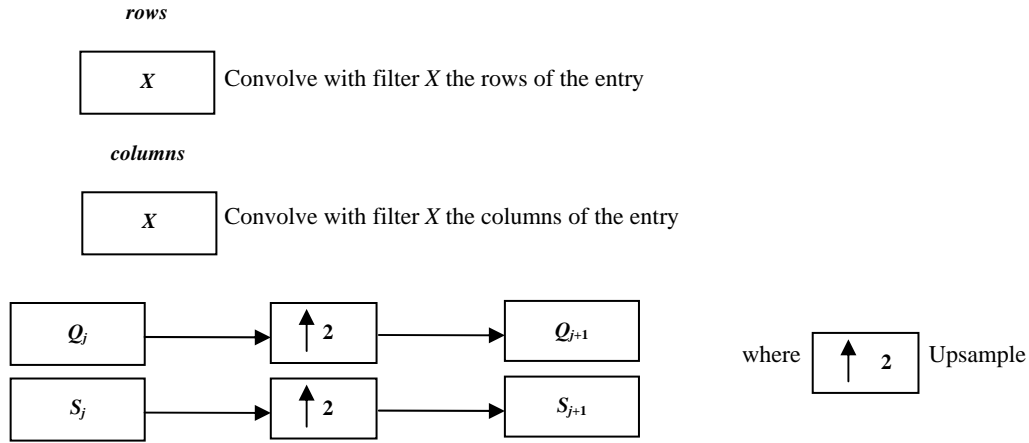 rows
X Convolve with filter X the rows of the entry
columns
X Convolve with filter X the columns of the entry
Qj ↑ 2 Qj+1
where ↑ 2 Upsample
Sj ↑ 2 Sj+1